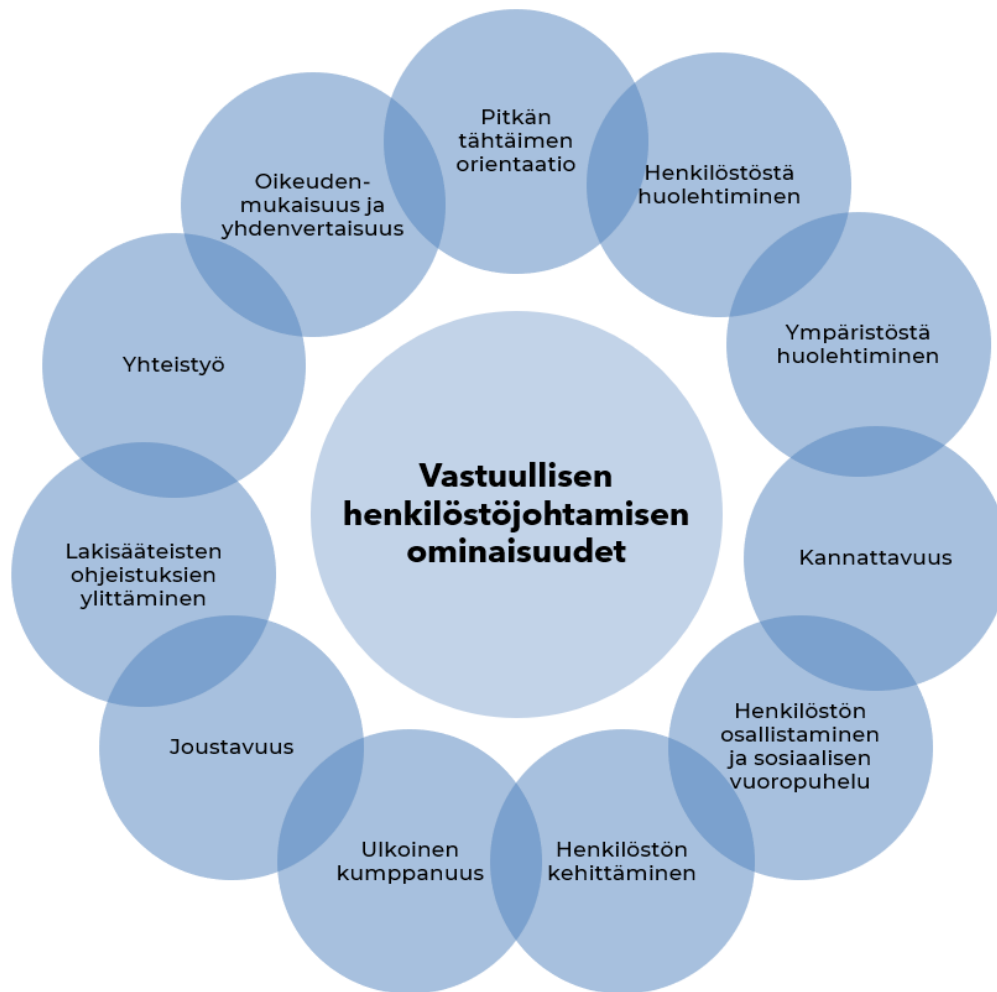 Pitkän
tähtäimen
orientaatio
Henkilöstöstä
huolehtiminen
Ympäristöstä
huolehtiminen
Kannattavuus
Henkilöstön
osallistaminen
ja sosiaalisen
vuoropuhelu
Henkilöstön
kehittäminen
Ulkoinen
kumppanuus
Joustavuus
Lakisääteisten
ohjeistuksien
ylittäminen
Yhteistyö
Oikeuden-
mukaisuus ja
yhdenvertaisuus
Vastuullisen
henkilöstöjohtamisen
ominaisuudet